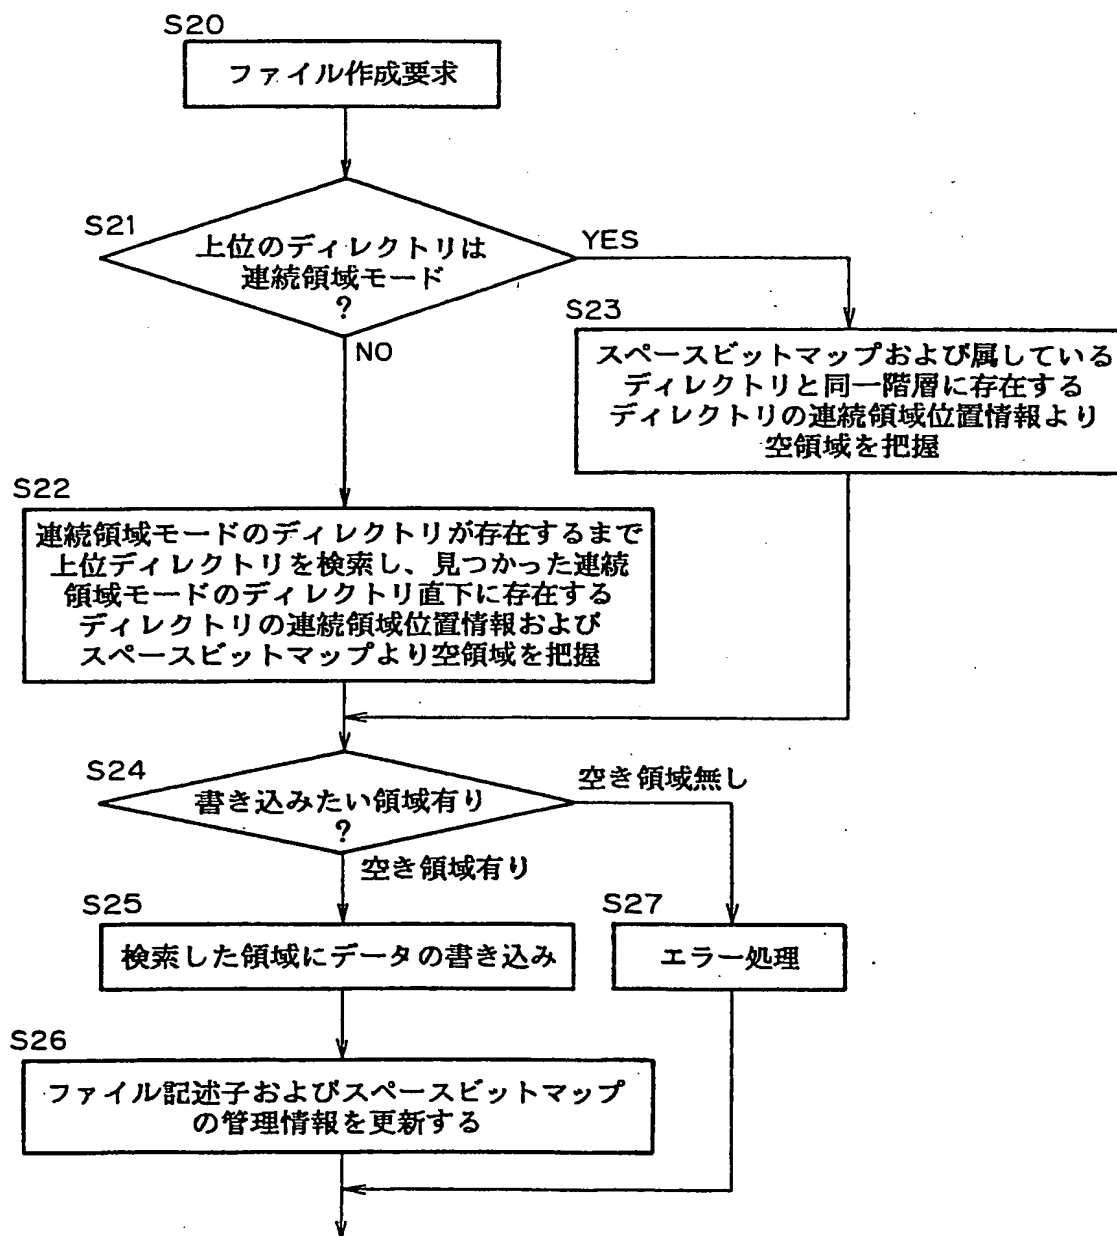 S20
ファイル作成要求
S21
上位のディレクトリは
連続領域モード
?
YES
NO
S23
スペースビットマップおよび属している
ディレクトリと同一階層に存在する
ディレクトリの連続領域位置情報より
空領域を把握
S22
連続領域モードのディレクトリが存在するまで
上位ディレクトリを検索し、見つかった連続
領域モードのディレクトリ直下に存在する
ディレクトリの連続領域位置情報および
スペースビットマップより空領域を把握
S24
書き込みたい領域有り
?
空き領域無し
空き領域有り
S25
検索した領域にデータの書き込み
S27
エラー処理
S26
ファイル記述子およびスペースビットマップ
の管理情報を更新する